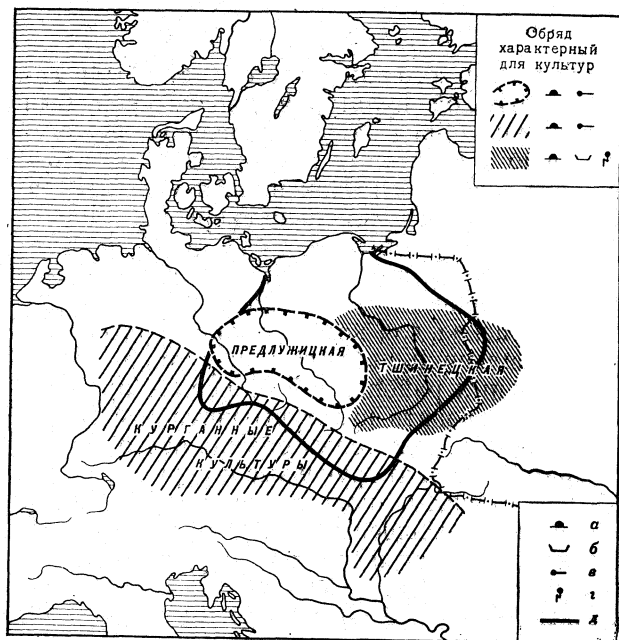 Обряд
характерный
для культур
ПРЕДЛУЖИЦКАЯ
ТШИНЕЦКАЯ
КУРГАННЫЕ
КУЛЬТУРЫ
а
б
в
г
д